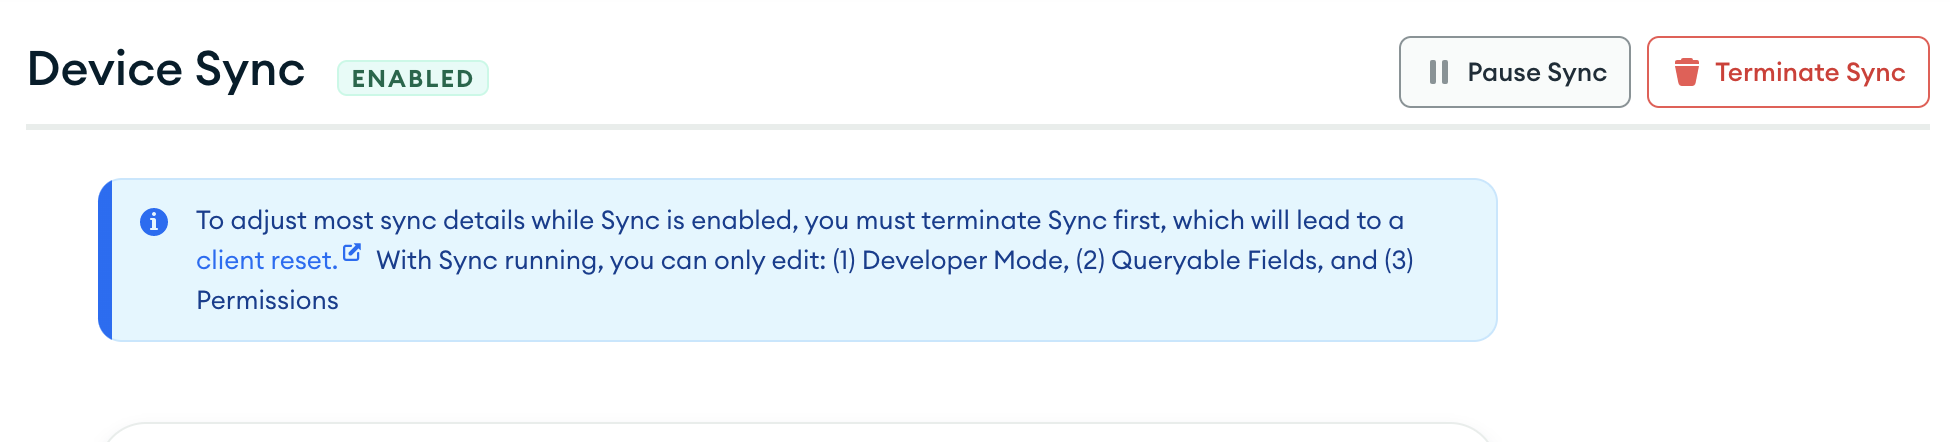 Device Sync ENABLED Pause Sync Terminate Sync
To adjust most sync details while Sync is enabled, you must terminate Sync first, which will lead to a
client reset. With Sync running, you can only edit: (1) Developer Mode, (2) Queryable Fields, and (3)
Permissions